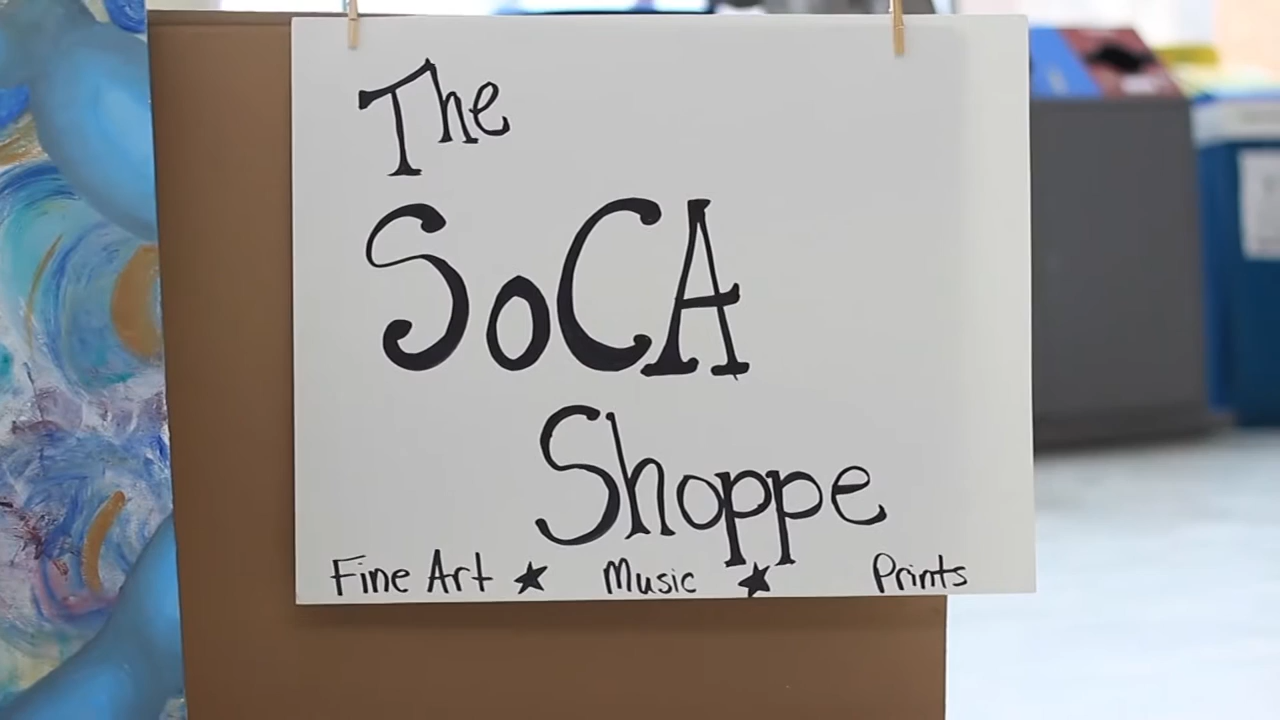 The
SoCA
Shoppe
Fine Art ★ Music ★ Prints